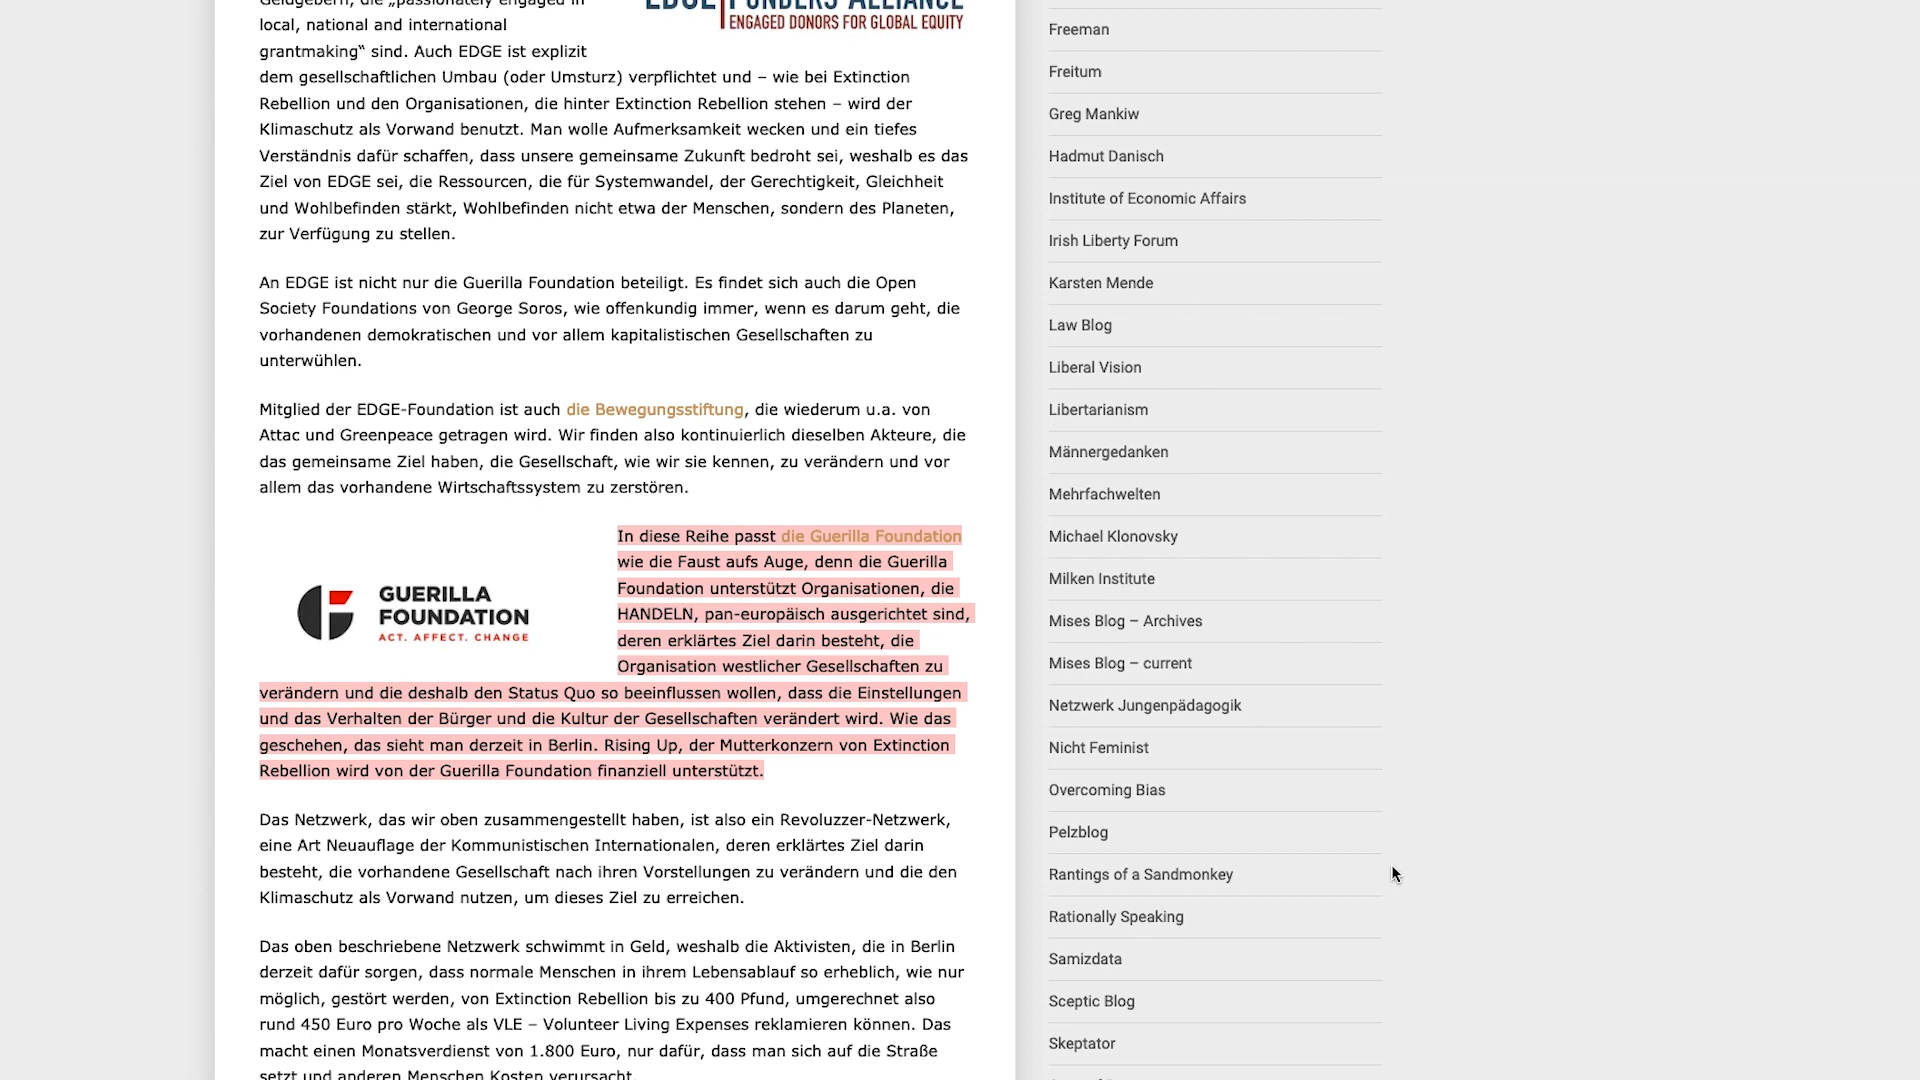 Geldgebern, die „passionately engaged in
local, national and international
grantmaking“ sind. Auch EDGE ist explizit
EDGE FUNDERS ALLIANCE
ENGAGED DONORS FOR GLOBAL EQUITY
dem gesellschaftlichen Umbau (oder Umsturz) verpflichtet und – wie bei Extinction
Rebellion und den Organisationen, die hinter Extinction Rebellion stehen – wird der
Klimaschutz als Vorwand benutzt. Man wolle Aufmerksamkeit wecken und ein tiefes
Verständnis dafür schaffen, dass unsere gemeinsame Zukunft bedroht sei, weshalb es das
Ziel von EDGE sei, die Ressourcen, die für Systemwandel, der Gerechtigkeit, Gleichheit
und Wohlbefinden stärkt, Wohlbefinden nicht etwa der Menschen, sondern des Planeten,
zur Verfügung zu stellen.
An EDGE ist nicht nur die Guerilla Foundation beteiligt. Es findet sich auch die Open
Society Foundations von George Soros, wie offenkundig immer, wenn es darum geht, die
vorhandenen demokratischen und vor allem kapitalistischen Gesellschaften zu
unterwühlen.
Mitglied der EDGE-Foundation ist auch die Bewegungsstiftung, die wiederum u.a. von
Attac und Greenpeace getragen wird. Wir finden also kontinuierlich dieselben Akteure, die
das gemeinsame Ziel haben, die Gesellschaft, wie wir sie kennen, zu verändern und vor
allem das vorhandene Wirtschaftssystem zu zerstören.
GUERILLA
FOUNDATION
ACT. AFFECT. CHANGE
In diese Reihe passt die Guerilla Foundation
wie die Faust aufs Auge, denn die Guerilla
Foundation unterstützt Organisationen, die
HANDELN, pan-europäisch ausgerichtet sind,
deren erklärtes Ziel darin besteht, die
Organisation westlicher Gesellschaften zu
verändern und die deshalb den Status Quo so beeinflussen wollen, dass die Einstellungen
und das Verhalten der Bürger und die Kultur der Gesellschaften verändert wird. Wie das
geschehen, das sieht man derzeit in Berlin. Rising Up, der Mutterkonzern von Extinction
Rebellion wird von der Guerilla Foundation finanziell unterstützt.
Das Netzwerk, das wir oben zusammengestellt haben, ist also ein Revoluzzer-Netzwerk,
eine Art Neuauflage der Kommunistischen Internationalen, deren erklärtes Ziel darin
besteht, die vorhandene Gesellschaft nach ihren Vorstellungen zu verändern und die den
Klimaschutz als Vorwand nutzen, um dieses Ziel zu erreichen.
Das oben beschriebene Netzwerk schwimmt in Geld, weshalb die Aktivisten, die in Berlin
derzeit dafür sorgen, dass normale Menschen in ihrem Lebensablauf so erheblich, wie nur
möglich, gestört werden, von Extinction Rebellion bis zu 400 Pfund, umgerechnet also
rund 450 Euro pro Woche als VLE – Volunteer Living Expenses reklamieren können. Das
macht einen Monatsverdienst von 1.800 Euro, nur dafür, dass man sich auf die Straße
setzt und anderen Menschen Kosten verursacht.
Freeman
Freitum
Greg Mankiw
Hadmut Danisch
Institute of Economic Affairs
Irish Liberty Forum
Karsten Mende
Law Blog
Liberal Vision
Libertarianism
Männergedanken
Mehrfachwelten
Michael Klonovsky
Milken Institute
Mises Blog – Archives
Mises Blog – current
Netzwerk Jungenpädagogik
Nicht Feminist
Overcoming Bias
Pelzblog
Rantings of a Sandmonkey
Rationally Speaking
Samizdata
Sceptic Blog
Skeptator